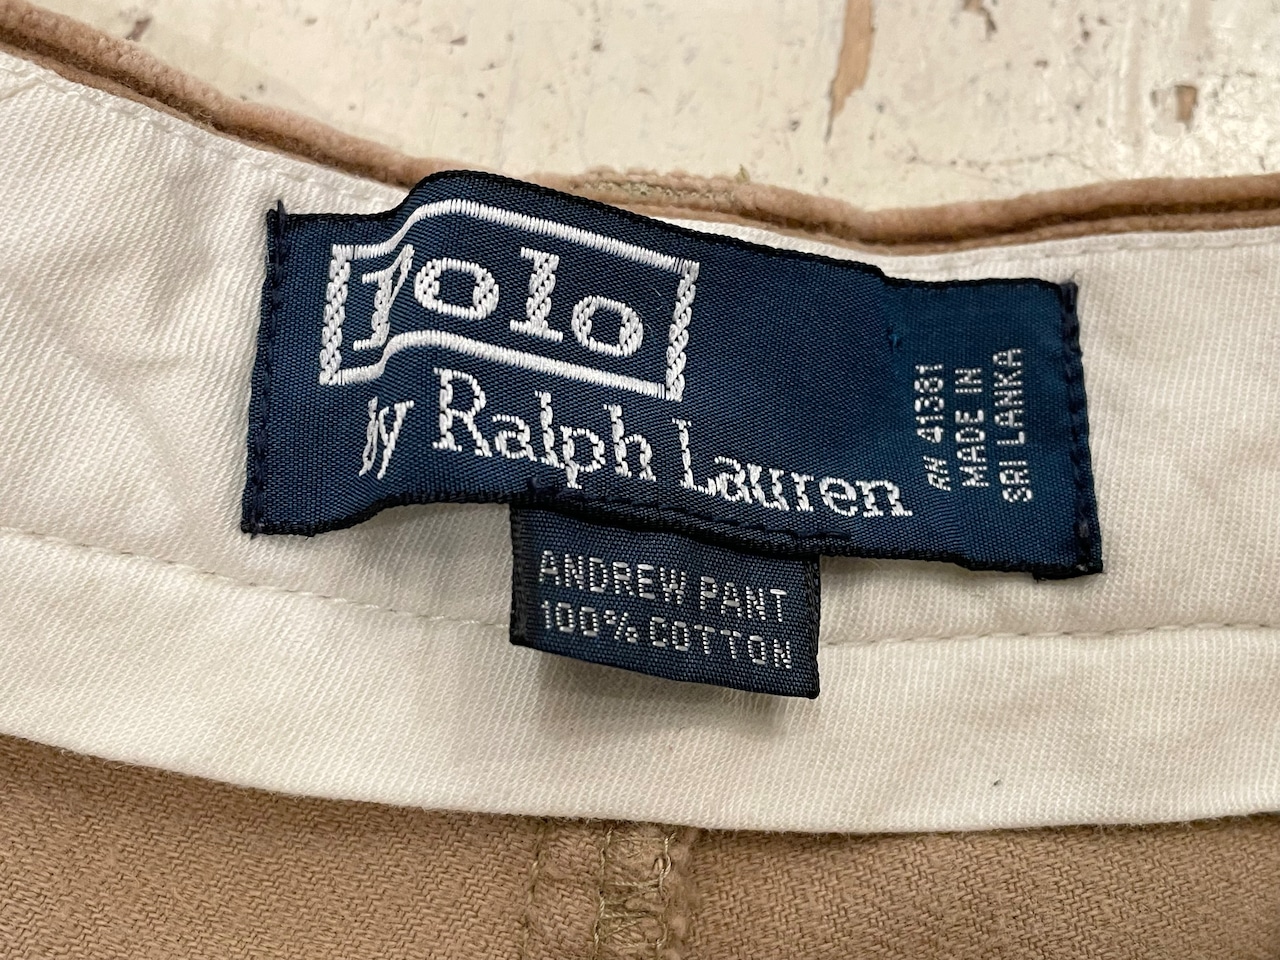 Polo
by Ralph Lauren
RN 41381
MADE IN
SRI LANKA
ANDREW PANT
100% COTTON